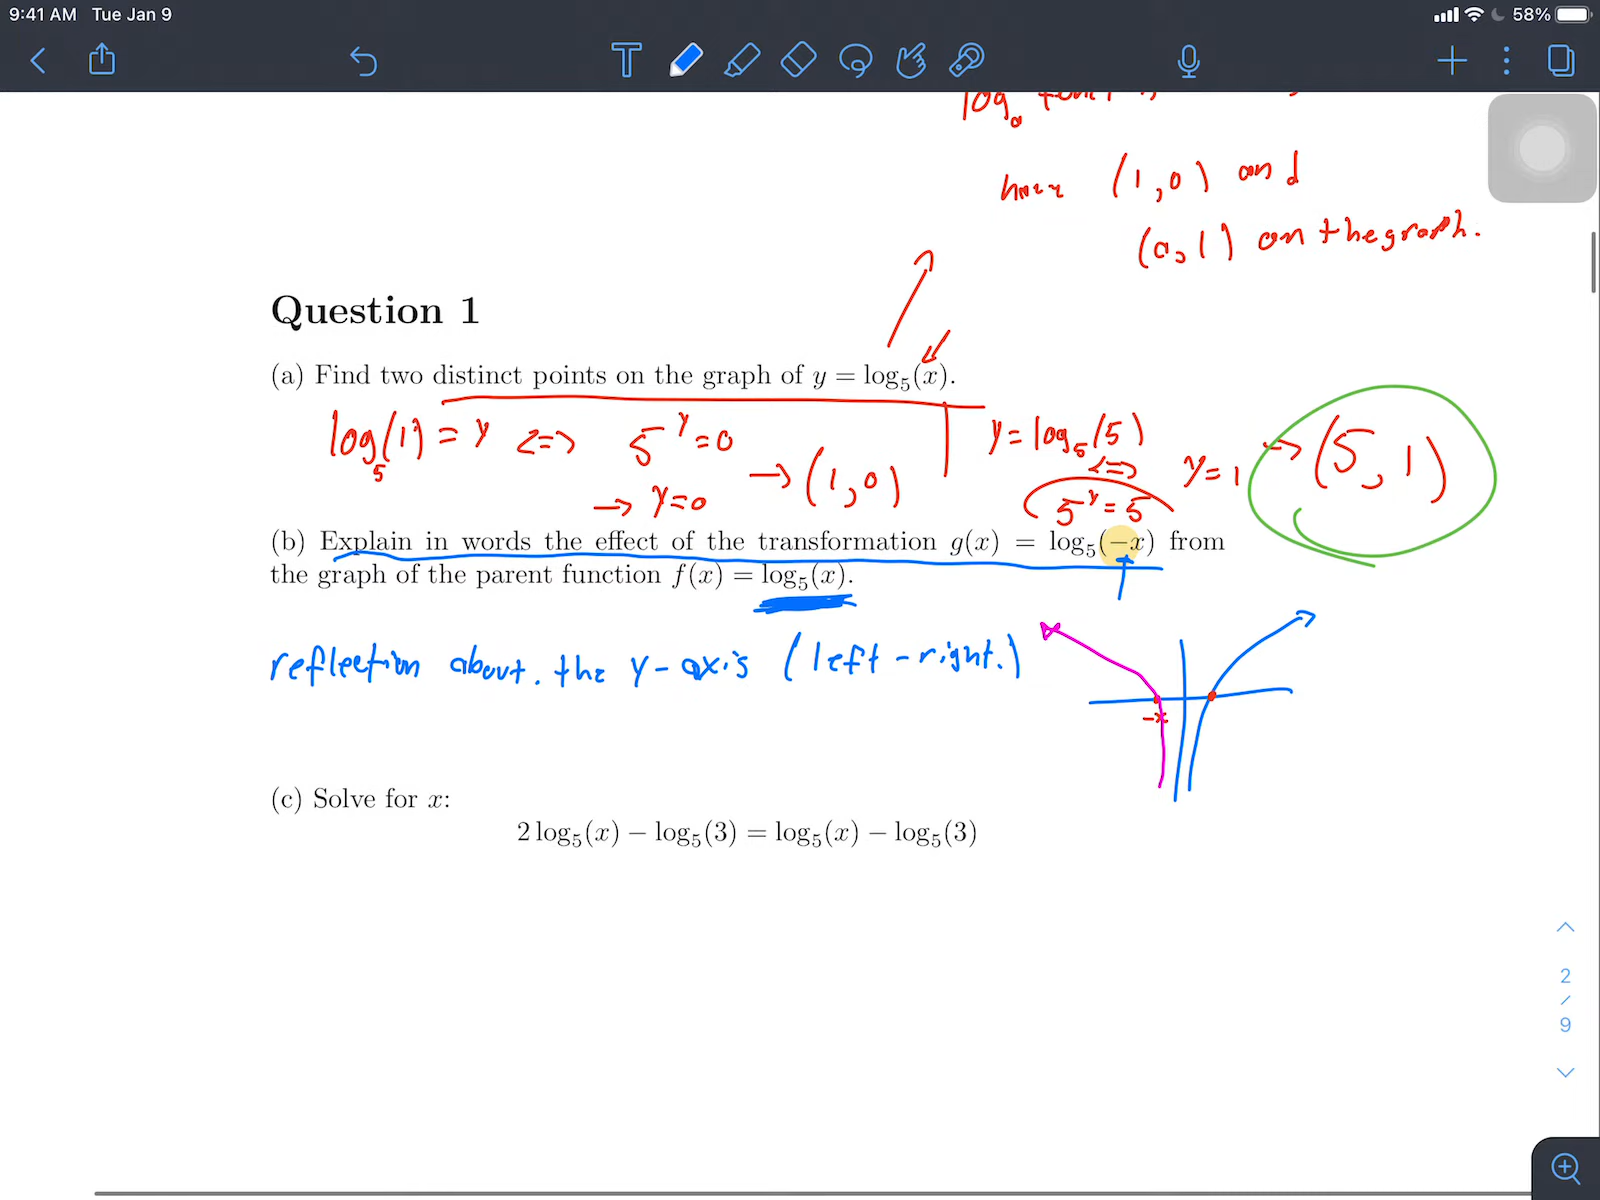 9:41 AM Tue Jan 9 58%
log_a
have (1,0) and
(a,1) on the graph.
Question 1
(a) Find two distinct points on the graph of y = log₅(x).
log₅(1) = y <=> 5^y = 0 y = log₅(5)
→ y=0 → (1,0) <=> 5^y = 5 y = 1 → (5,1)
(b) Explain in words the effect of the transformation g(x) = log₅(−x) from
the graph of the parent function f(x) = log₅(x).
reflection about. the y-axis (left-right.)
-x
(c) Solve for x:
2 log₅(x) − log₅(3) = log₅(x) − log₅(3)
2
/
9